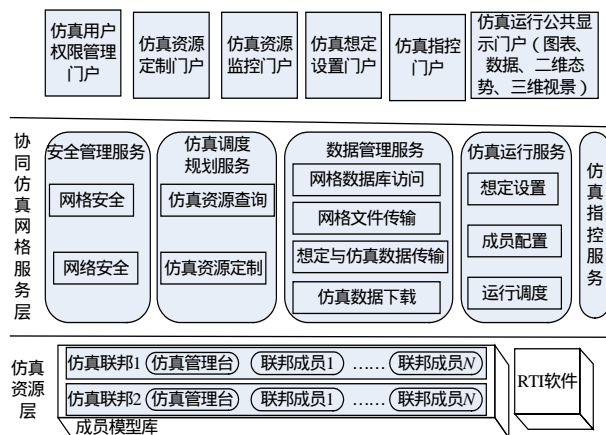 仿真用户
权限管理
门户
仿真资源
定制门户
仿真资源
监控门户
仿真想定
设置门户
仿真指控
门户
仿真运行公共显
示门户（图表、
数据、二维态
势、三维视景）
协同仿真网格服务层
安全管理服务
网格安全
网络安全
仿真调度
规划服务
仿真资源查询
仿真资源定制
数据管理服务
网格数据库访问
网格文件传输
想定与仿真数据传输
仿真数据下载
仿真运行服务
想定设置
成员配置
运行调度
仿真指控服务
仿真
资源
层
仿真联邦1 仿真管理台 联邦成员1 …… 联邦成员N
仿真联邦2 仿真管理台 联邦成员1 …… 联邦成员N
成员模型库
RTI软件